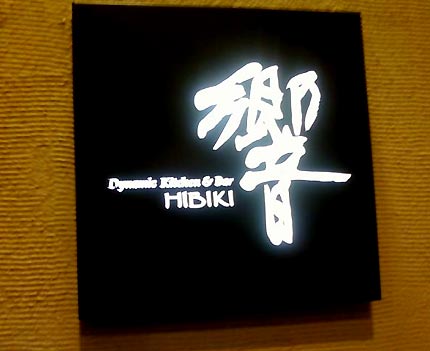 響
Dynamic Kitchen & Bar
HIBIKI